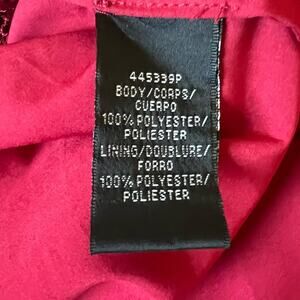 445339P
BODY/CORPS/
CUERPO
100% POLYESTER/
POLIESTER
LINING/DOUBLURE/
FORRO
100% POLYESTER/
POLIESTER